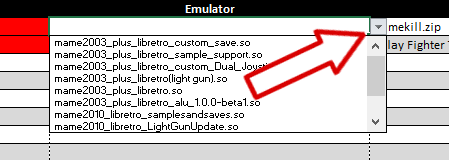 Emulator
mekill.zip
mame2003_plus_libretro_custom_save.so
lay Fighter
mame2003_plus_libretro_sample_support.so
mame2003_plus_libretro_custom_Dual_Joysti
mame2003_plus_libretro(light gun).so
mame2003_plus_libretro.so
mame2003_plus_libretro_alu_1.0.0-beta1.so
mame2010_libretro_samplesandsaves.so
mame2010_libretro_LightGunUpdate.so